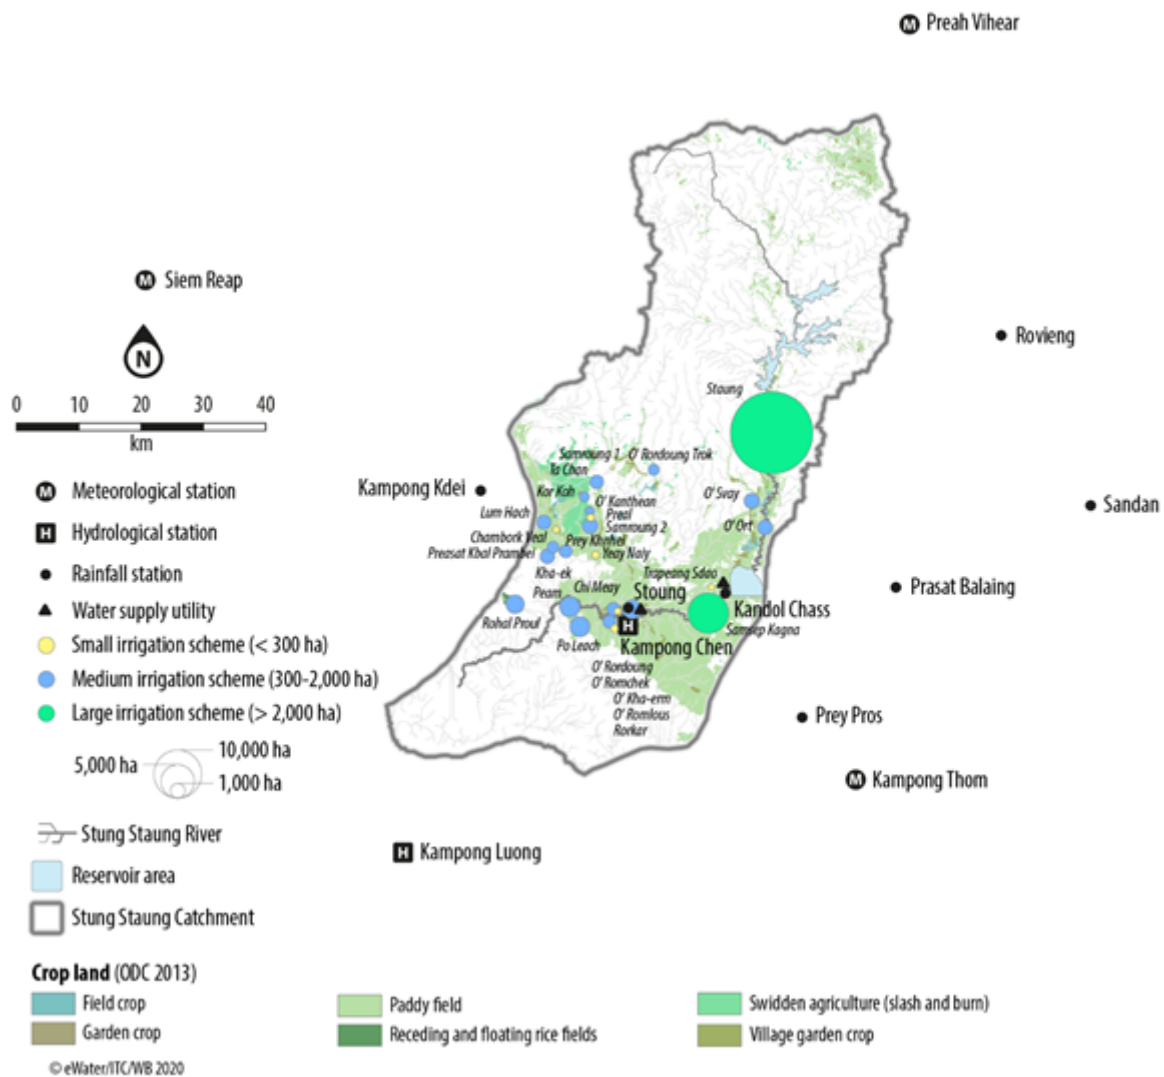 Preah Vihear
Siem Reap
N
Rovieng
0 10 20 30 40
km
Staung
Samroung 1
O' Rordoung Trok
Ta Chan
Kampong Kdei
Kor Koh
O' Svay
Sandan
O' Kanthean
Lum Hach
Preal
O' Ort
Samroung 2
Chambork Veal
Prey Khnhel
Preasat Kbal Prambei
Yeay Naiy
Kha-ek
Trapeang Sdao
Prasat Balaing
Chi Meay
Peam
Stoung
Kandol Chass
Rohal Prouf
Samsep Kagna
Po Leach
Kampong Chen
O' Rordoung
O' Romchek
O' Kha-erm
O' Romlous
Rorkar
Prey Pros
Kampong Thom
Kampong Luong
M Meteorological station
H Hydrological station
Rainfall station
Water supply utility
Small irrigation scheme (< 300 ha)
Medium irrigation scheme (300-2,000 ha)
Large irrigation scheme (> 2,000 ha)
10,000 ha
5,000 ha
1,000 ha
Stung Staung River
Reservoir area
Stung Staung Catchment
Crop land (ODC 2013)
Field crop
Garden crop
Paddy field
Receding and floating rice fields
Swidden agriculture (slash and burn)
Village garden crop
© eWater/ITC/WB 2020